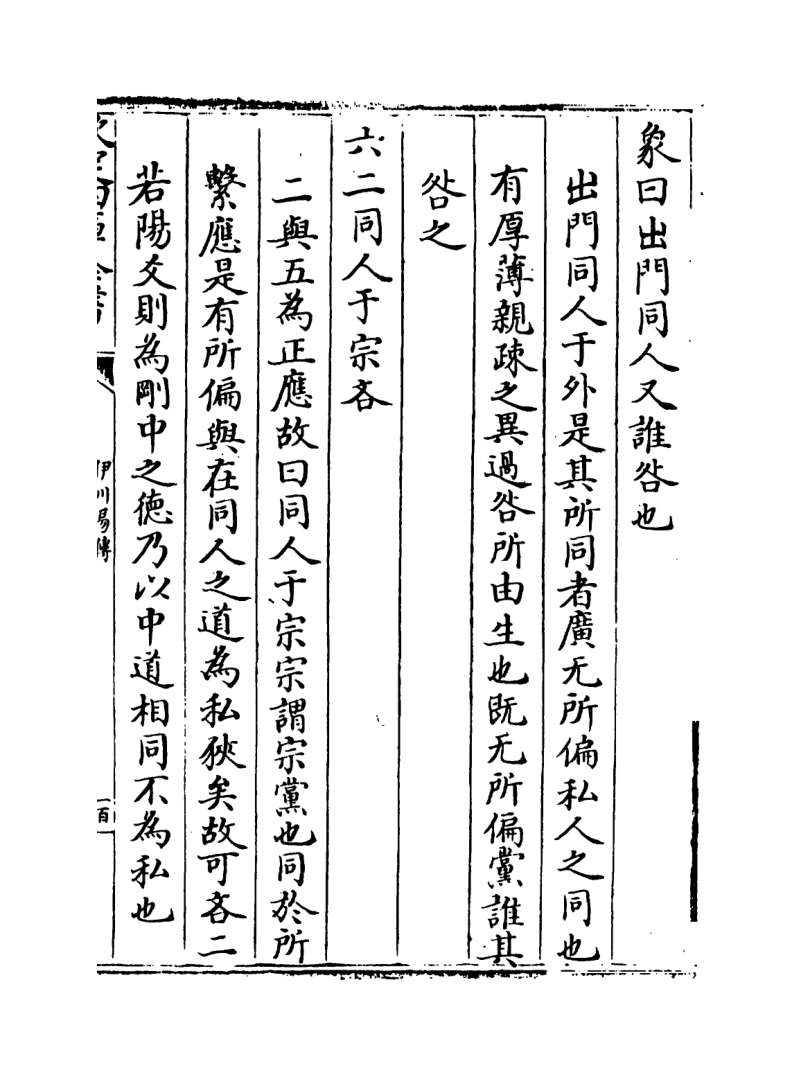 象曰出門同人又誰咎也
出門同人于外是其所同者廣无所偏私人之同也
有厚薄親疎之異過咎所由生也既无所偏黨誰其
咎之
六二同人于宗吝
二與五為正應故曰同人于宗宗謂宗黨也同於所
繫應是有所偏與在同人之道為私狹矣故可吝二
若陽爻則為剛中之德乃以中道相同不為私也
伊川易傳